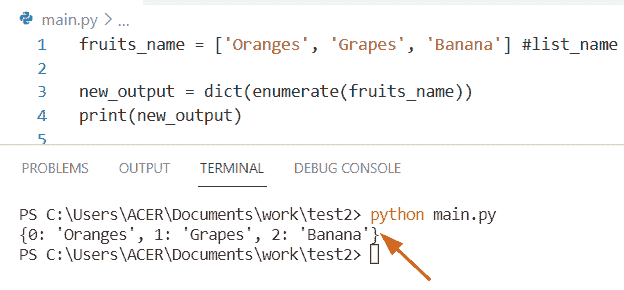 main.py > ...
1 fruits_name = ['Oranges', 'Grapes', 'Banana'] #list_name
2
3 new_output = dict(enumerate(fruits_name))
4 print(new_output)
5
PROBLEMS OUTPUT TERMINAL DEBUG CONSOLE
PS C:\Users\ACER\Documents\work\test2> python main.py
{0: 'Oranges', 1: 'Grapes', 2: 'Banana'}
PS C:\Users\ACER\Documents\work\test2>